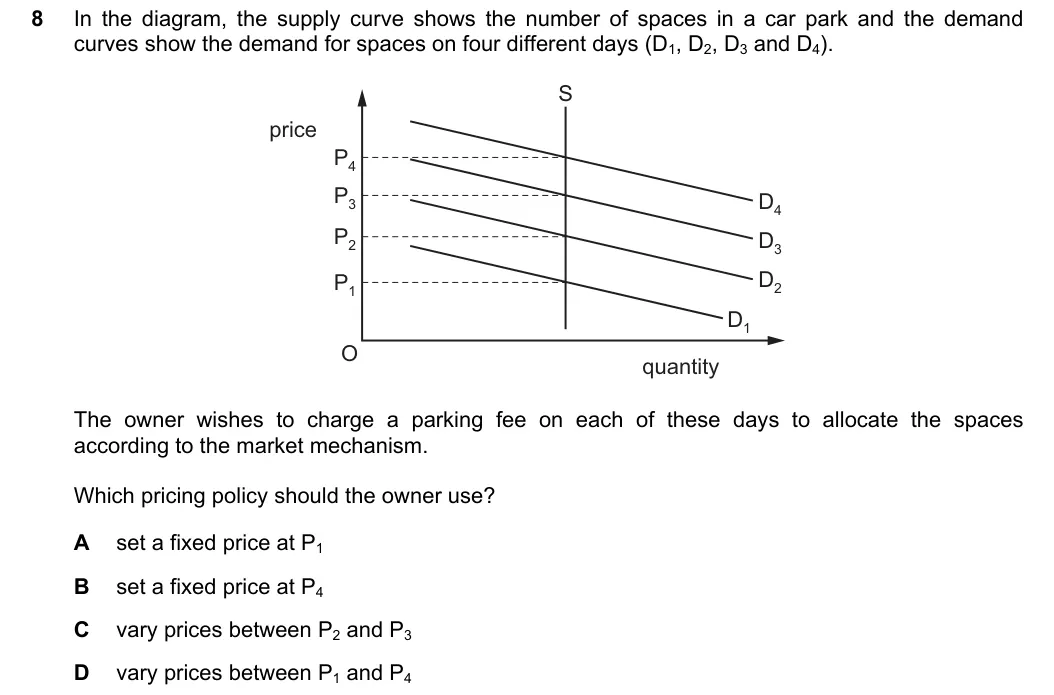 8 In the diagram, the supply curve shows the number of spaces in a car park and the demand
curves show the demand for spaces on four different days (D₁, D₂, D₃ and D₄).
S
price
P₄
P₃
D₄
P₂
D₃
P₁
D₂
D₁
O
quantity
The owner wishes to charge a parking fee on each of these days to allocate the spaces
according to the market mechanism.
Which pricing policy should the owner use?
A set a fixed price at P₁
B set a fixed price at P₄
C vary prices between P₂ and P₃
D vary prices between P₁ and P₄